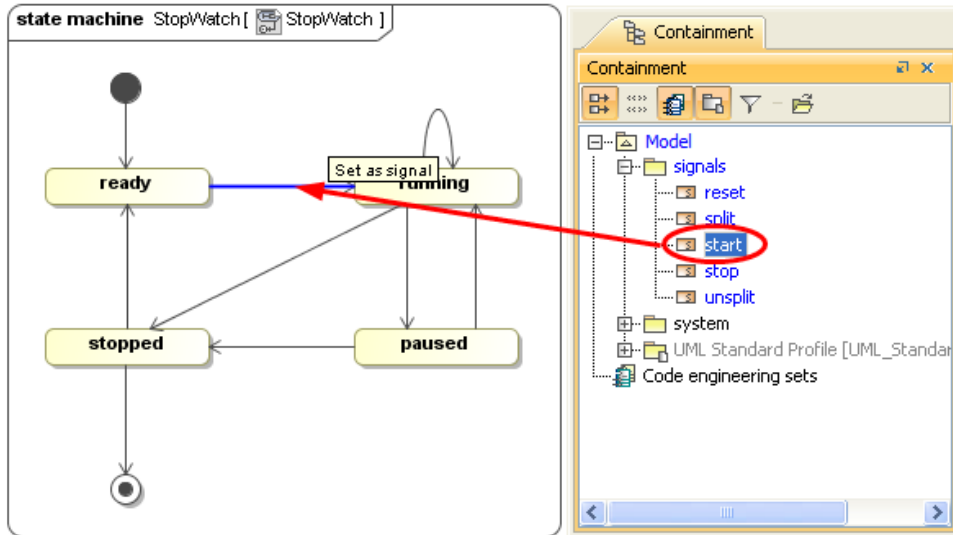 state machine StopWatch [ StopWatch ]
ready
Set as signal
running
stopped
paused
Containment
Containment
Model
signals
reset
split
start
stop
unsplit
system
UML Standard Profile [UML_Standar
Code engineering sets